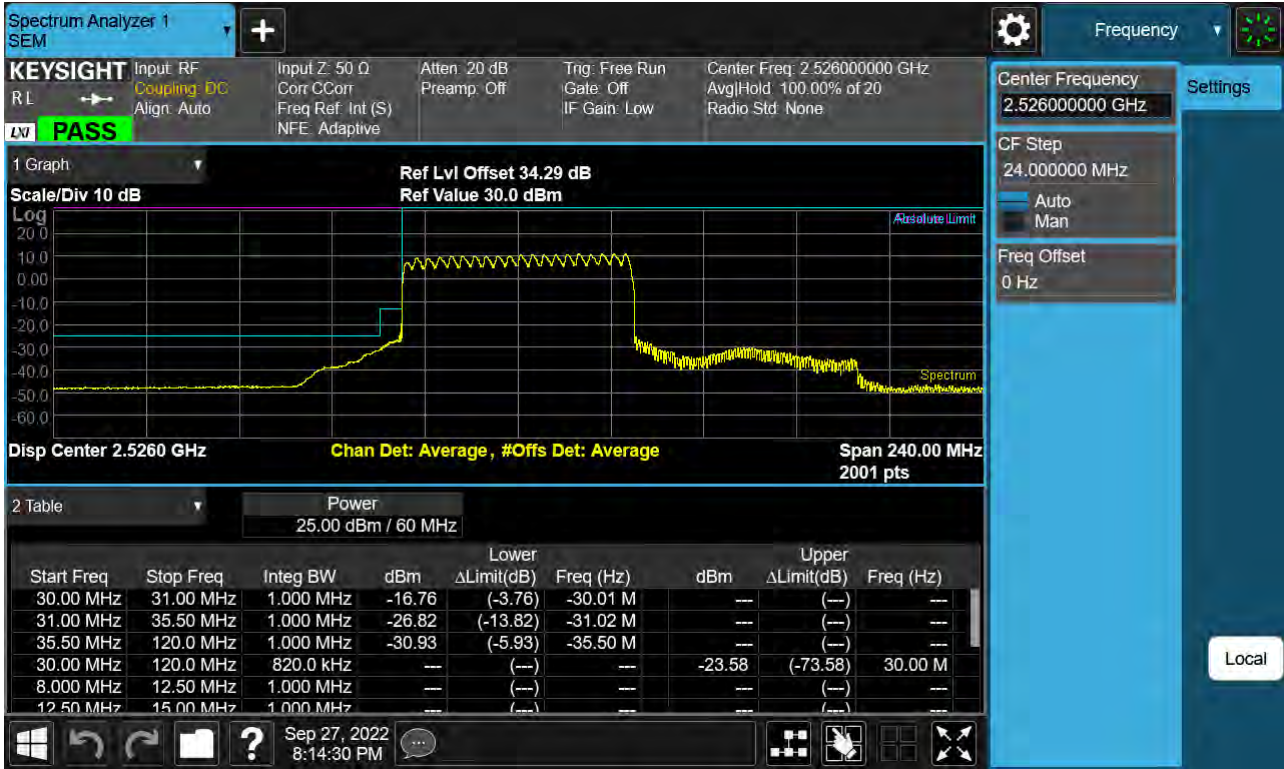 Spectrum Analyzer 1
SEM
+
Frequency
KEYSIGHT Input: RF Input Z: 50 Ω Atten: 20 dB Trig: Free Run Center Freq: 2.526000000 GHz
RL Coupling: DC Corr CCorr Preamp: Off Gate: Off Avg|Hold: 100.00% of 20
Align: Auto Freq Ref: Int (S) IF Gain: Low Radio Std: None
LXI PASS NFE: Adaptive
Center Frequency
2.526000000 GHz
Settings
CF Step
24.000000 MHz
Auto
Man
Freq Offset
0 Hz
Local
1 Graph
Ref Lvl Offset 34.29 dB
Scale/Div 10 dB Ref Value 30.0 dBm
Log
Absolute Limit
20.0
10.0
0.00
-10.0
-20.0
-30.0
-40.0
-50.0
-60.0
Spectrum
Disp Center 2.5260 GHz Chan Det: Average, #Offs Det: Average Span 240.00 MHz
2001 pts
2 Table Power
25.00 dBm / 60 MHz
Lower Upper
Start Freq Stop Freq Integ BW dBm ΔLimit(dB) Freq (Hz) dBm ΔLimit(dB) Freq (Hz)
30.00 MHz 31.00 MHz 1.000 MHz -16.76 (-3.76) -30.01 M --- (---) ---
31.00 MHz 35.50 MHz 1.000 MHz -26.82 (-13.82) -31.02 M --- (---) ---
35.50 MHz 120.0 MHz 1.000 MHz -30.93 (-5.93) -35.50 M --- (---) ---
30.00 MHz 120.0 MHz 820.0 kHz --- (---) --- -23.58 (-73.58) 30.00 M
8.000 MHz 12.50 MHz 1.000 MHz --- (---) --- --- (---) ---
12.50 MHz 15.00 MHz 1.000 MHz --- (---) --- --- (---) ---
? Sep 27, 2022
8:14:30 PM